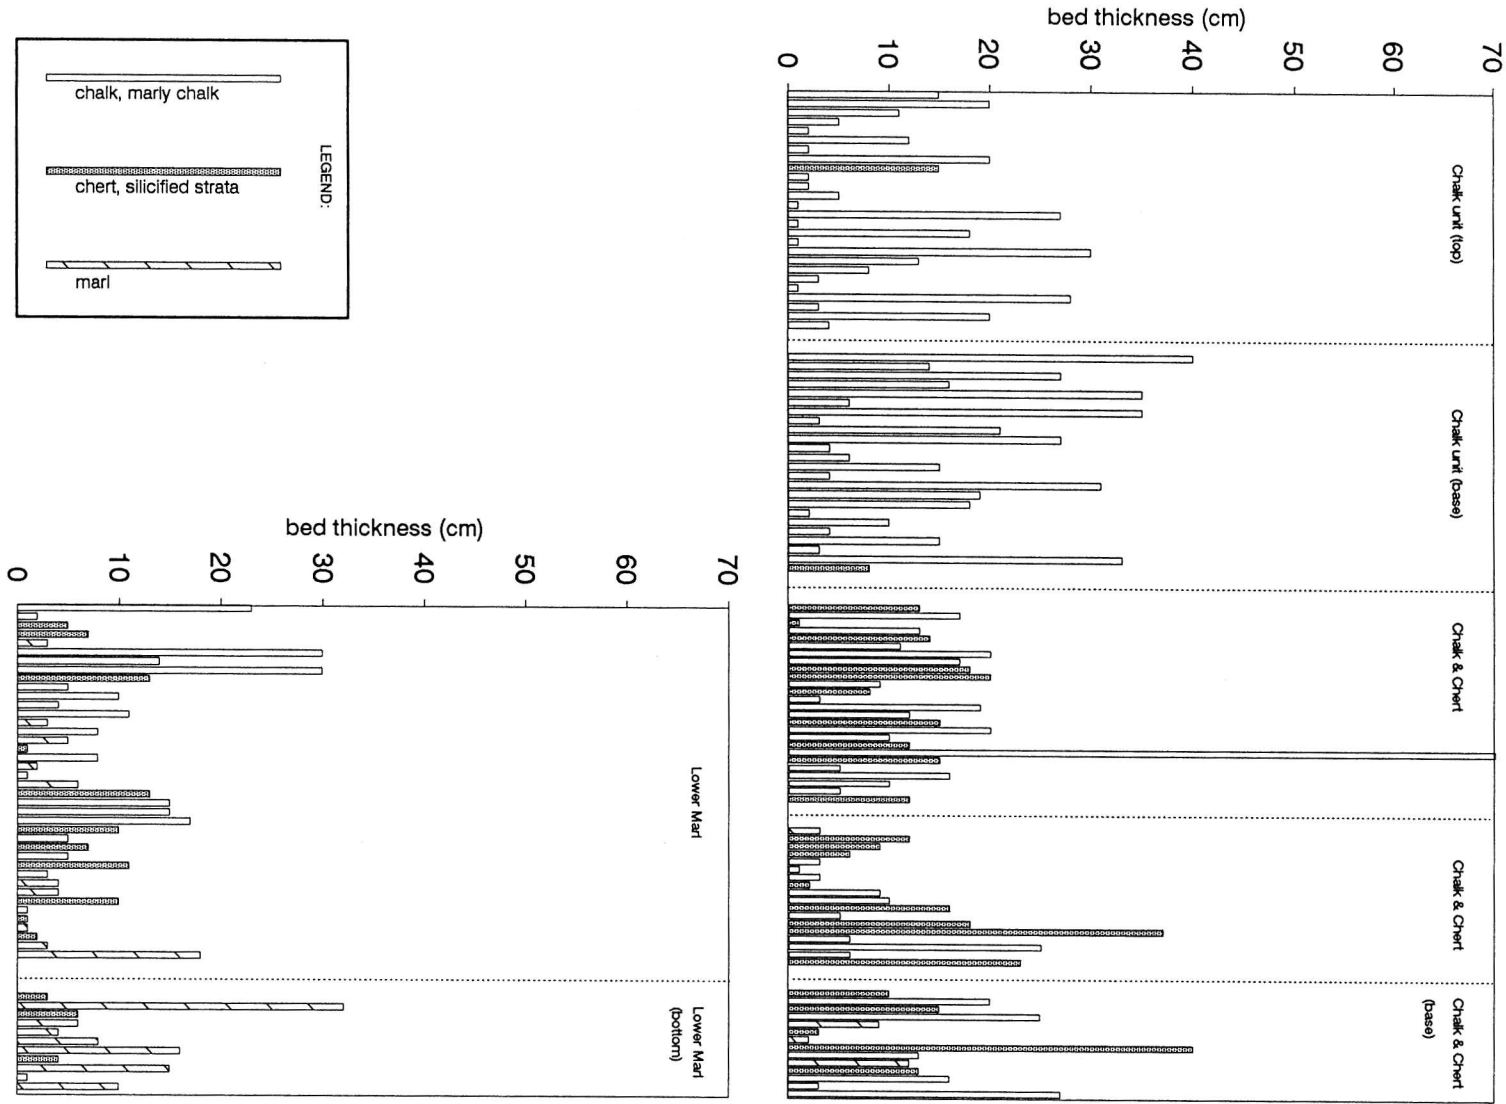 bed thickness (cm)
0 10 20 30 40 50 60 70
Chalk unit (top)
Chalk unit (base)
Chalk & Chert
Chalk & Chert
Chalk & Chert
(base)
LEGEND:
chalk, marly chalk
chert, silicified strata
marl
bed thickness (cm)
0 10 20 30 40 50 60 70
Lower Marl
Lower Marl
(bottom)